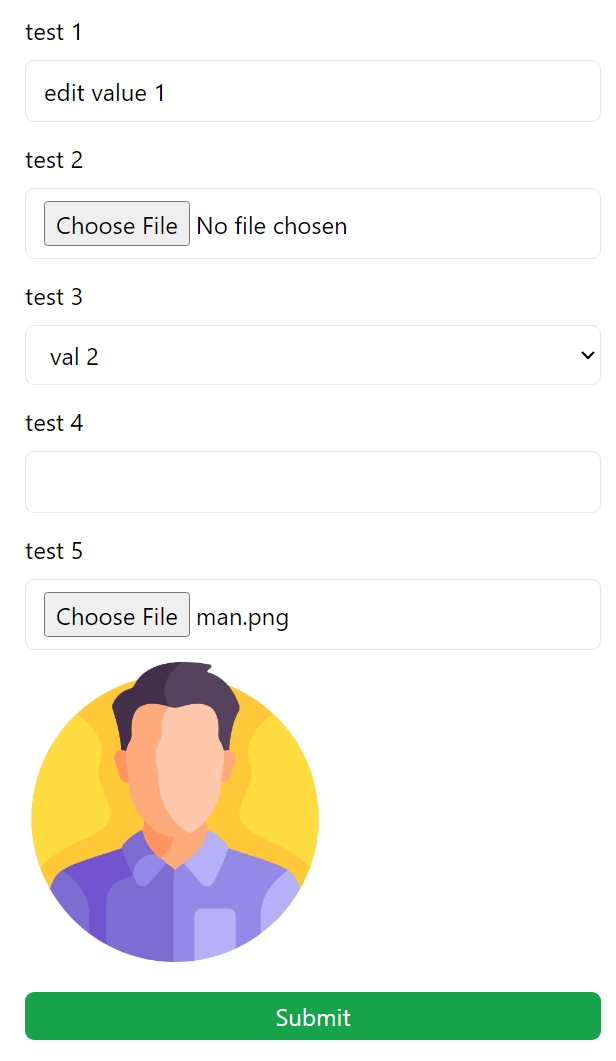 test 1
edit value 1
test 2
Choose File No file chosen
test 3
val 2
test 4
test 5
Choose File man.png
Submit